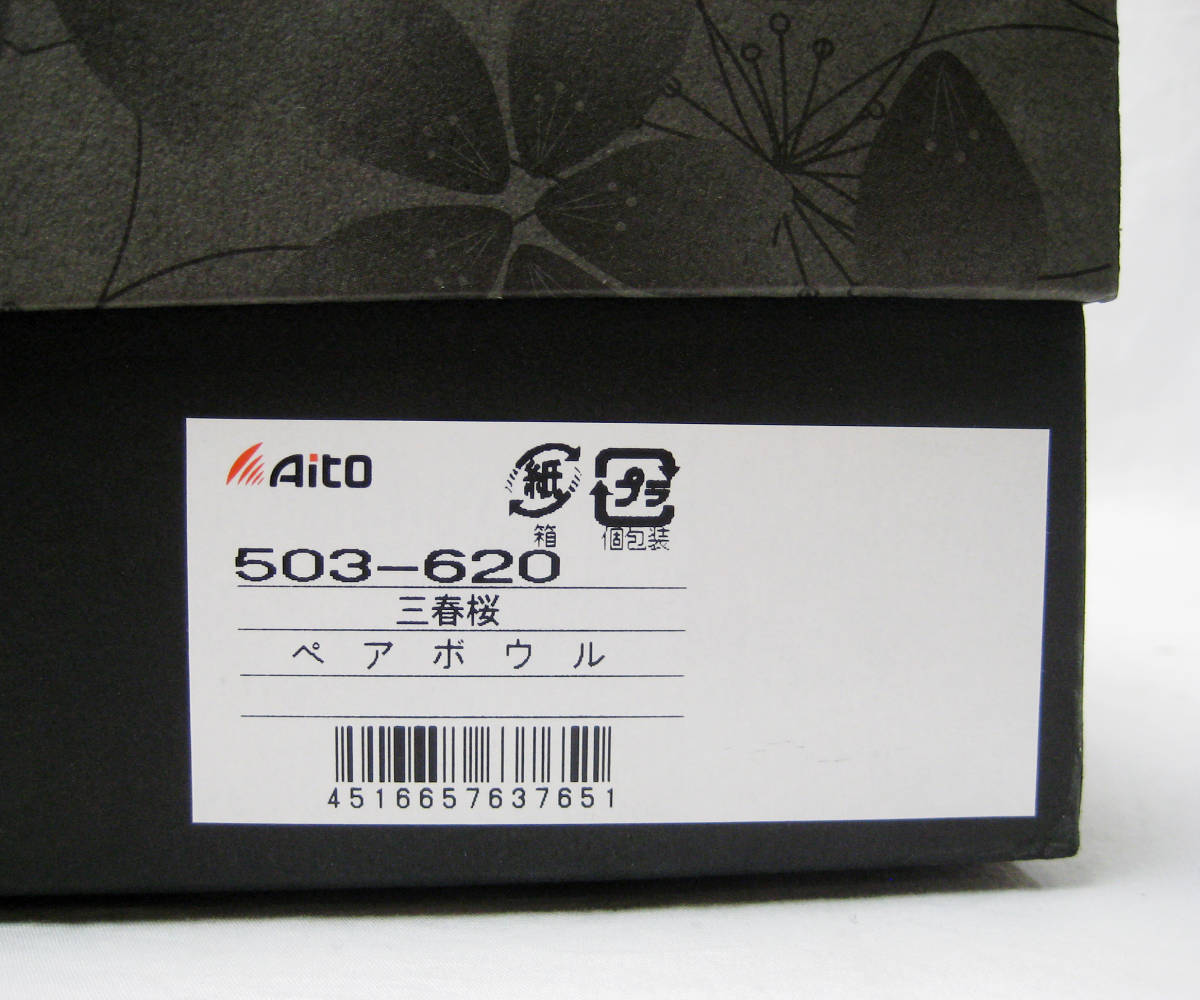 Aito 紙 プラ
箱 個包装
503-620
三春桜
ペアボウル
4516657637651